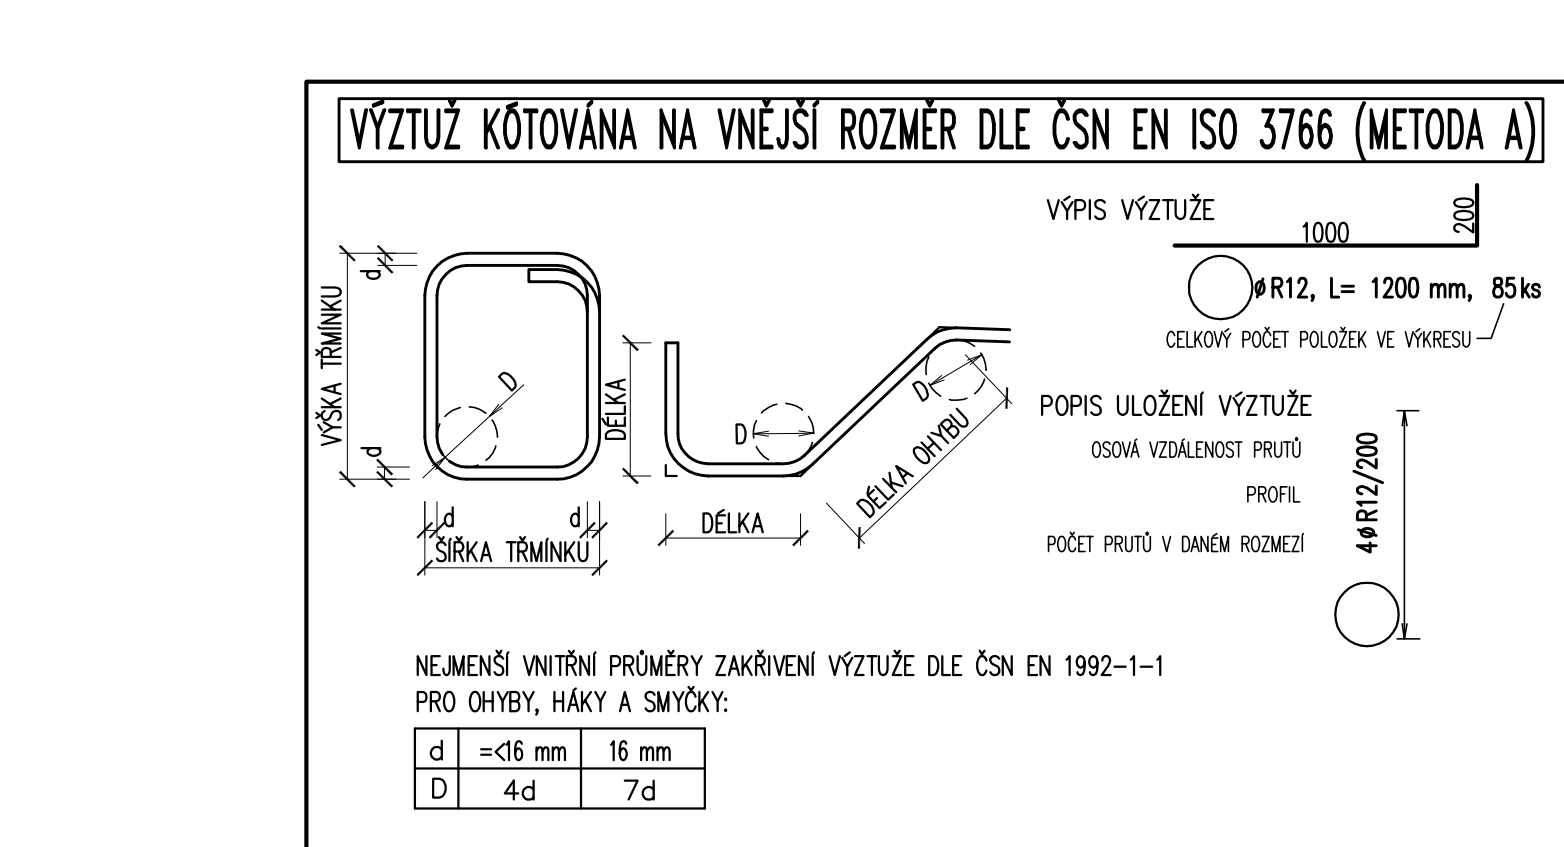 VÝZTUŽ KÓTOVÁNA NA VNĚJŠÍ ROZMĚR DLE ČSN EN ISO 3766 (METODA A)
VÝPIS VÝZTUŽE
1000
200
øR12, L= 1200 mm, 85ks
CELKOVÝ POČET POLOŽEK VE VÝKRESU
VÝŠKA TŘMÍNKU
d
d
D
d
d
ŠÍŘKA TŘMÍNKU
DÉLKA
D
DÉLKA
D
DÉLKA OHYBU
POPIS ULOŽENÍ VÝZTUŽE
OSOVÁ VZDÁLENOST PRUTŮ
PROFIL
POČET PRUTŮ V DANÉM ROZMEZÍ
4øR12/200
NEJMENŠÍ VNITŘNÍ PRŮMĚRY ZAKŘIVENÍ VÝZTUŽE DLE ČSN EN 1992-1-1
PRO OHYBY, HÁKY A SMYČKY:
d =<16 mm 16 mm
D 4d 7d